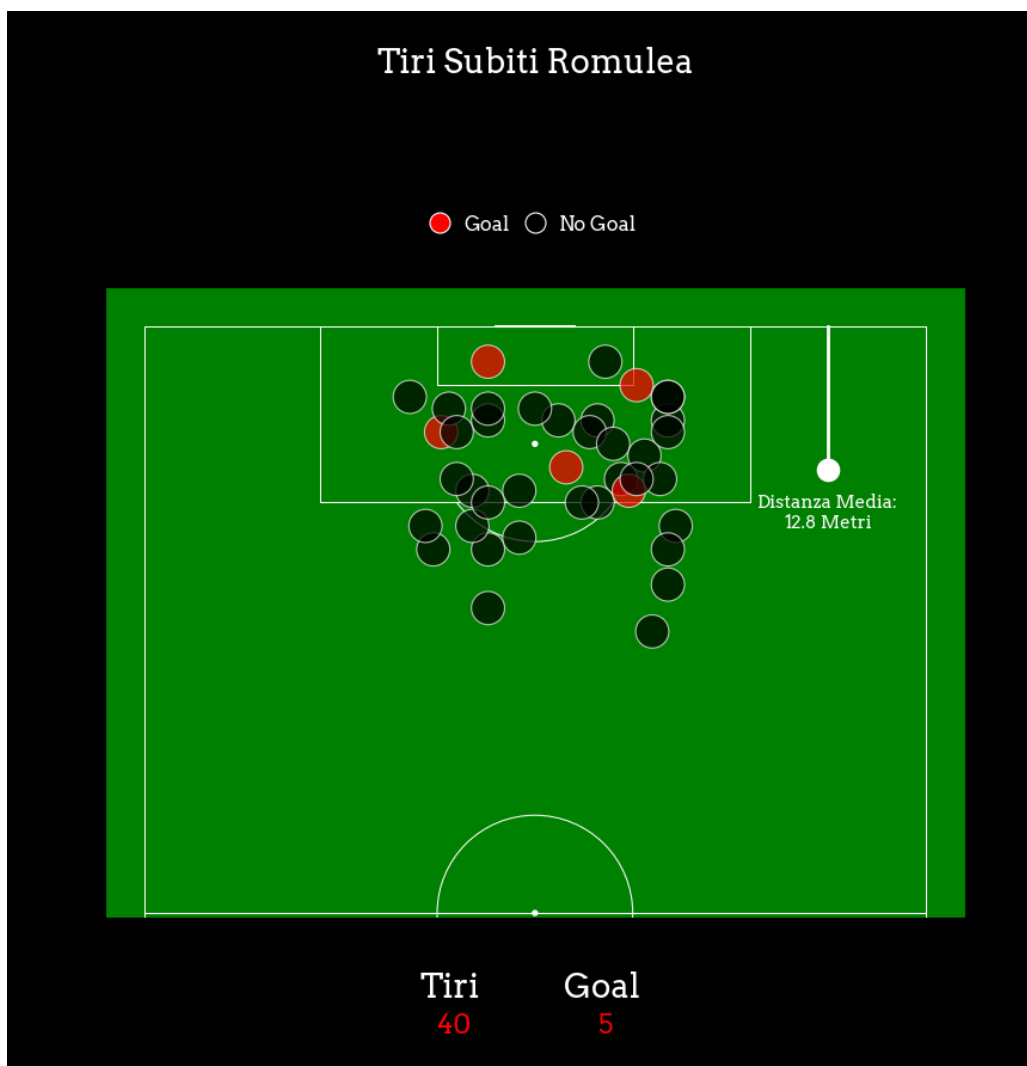 Tiri Subiti Romulea
Goal No Goal
Distanza Media:
12.8 Metri
Tiri Goal
40 5